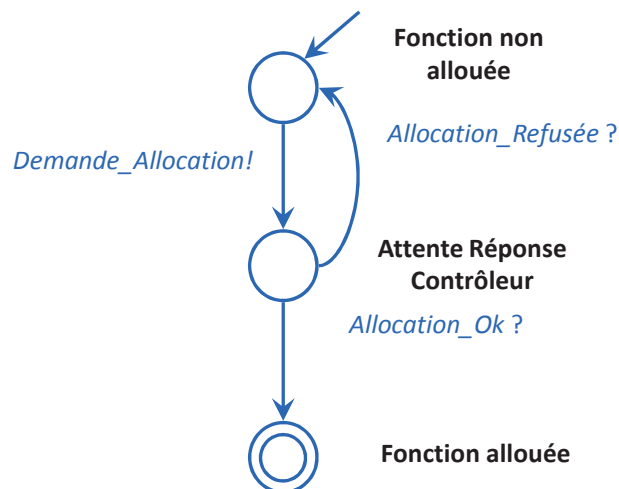 Fonction non
allouée
Allocation_Refusée ?
Demande_Allocation!
Attente Réponse
Contrôleur
Allocation_Ok ?
Fonction allouée